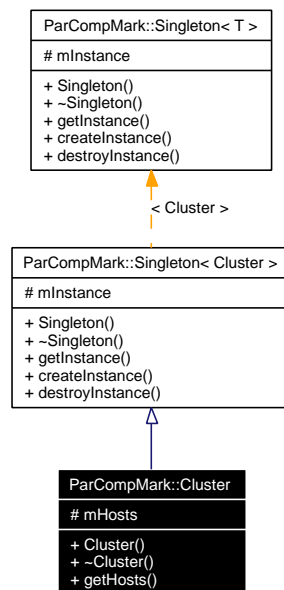 ParCompMark::Singleton< T >
# mInstance
+ Singleton()
+ ~Singleton()
+ getInstance()
+ createInstance()
+ destroyInstance()
< Cluster >
ParCompMark::Singleton< Cluster >
# mInstance
+ Singleton()
+ ~Singleton()
+ getInstance()
+ createInstance()
+ destroyInstance()
ParCompMark::Cluster
# mHosts
+ Cluster()
+ ~Cluster()
+ getHosts()